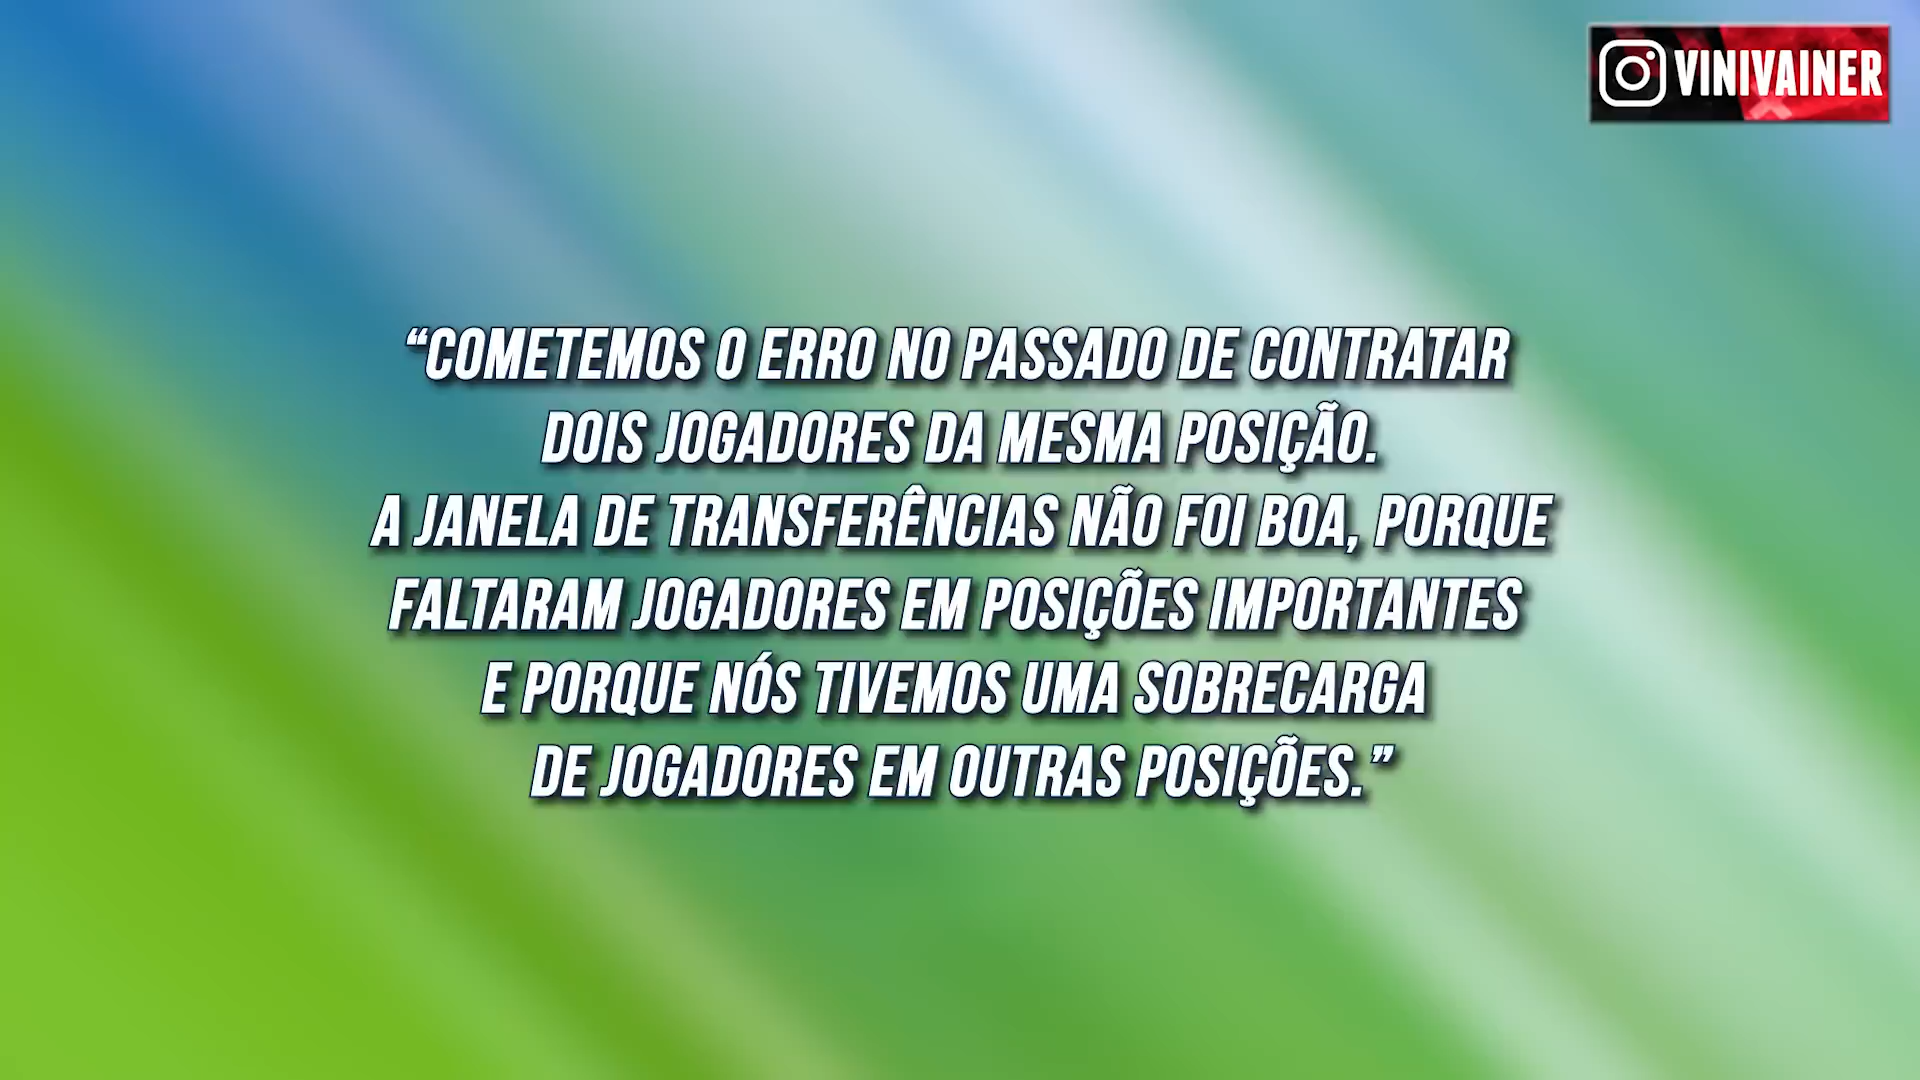 VINIVAINER
“COMETEMOS O ERRO NO PASSADO DE CONTRATAR
DOIS JOGADORES DA MESMA POSIÇÃO.
A JANELA DE TRANSFERÊNCIAS NÃO FOI BOA, PORQUE
FALTARAM JOGADORES EM POSIÇÕES IMPORTANTES
E PORQUE NÓS TIVEMOS UMA SOBRECARGA
DE JOGADORES EM OUTRAS POSIÇÕES.”